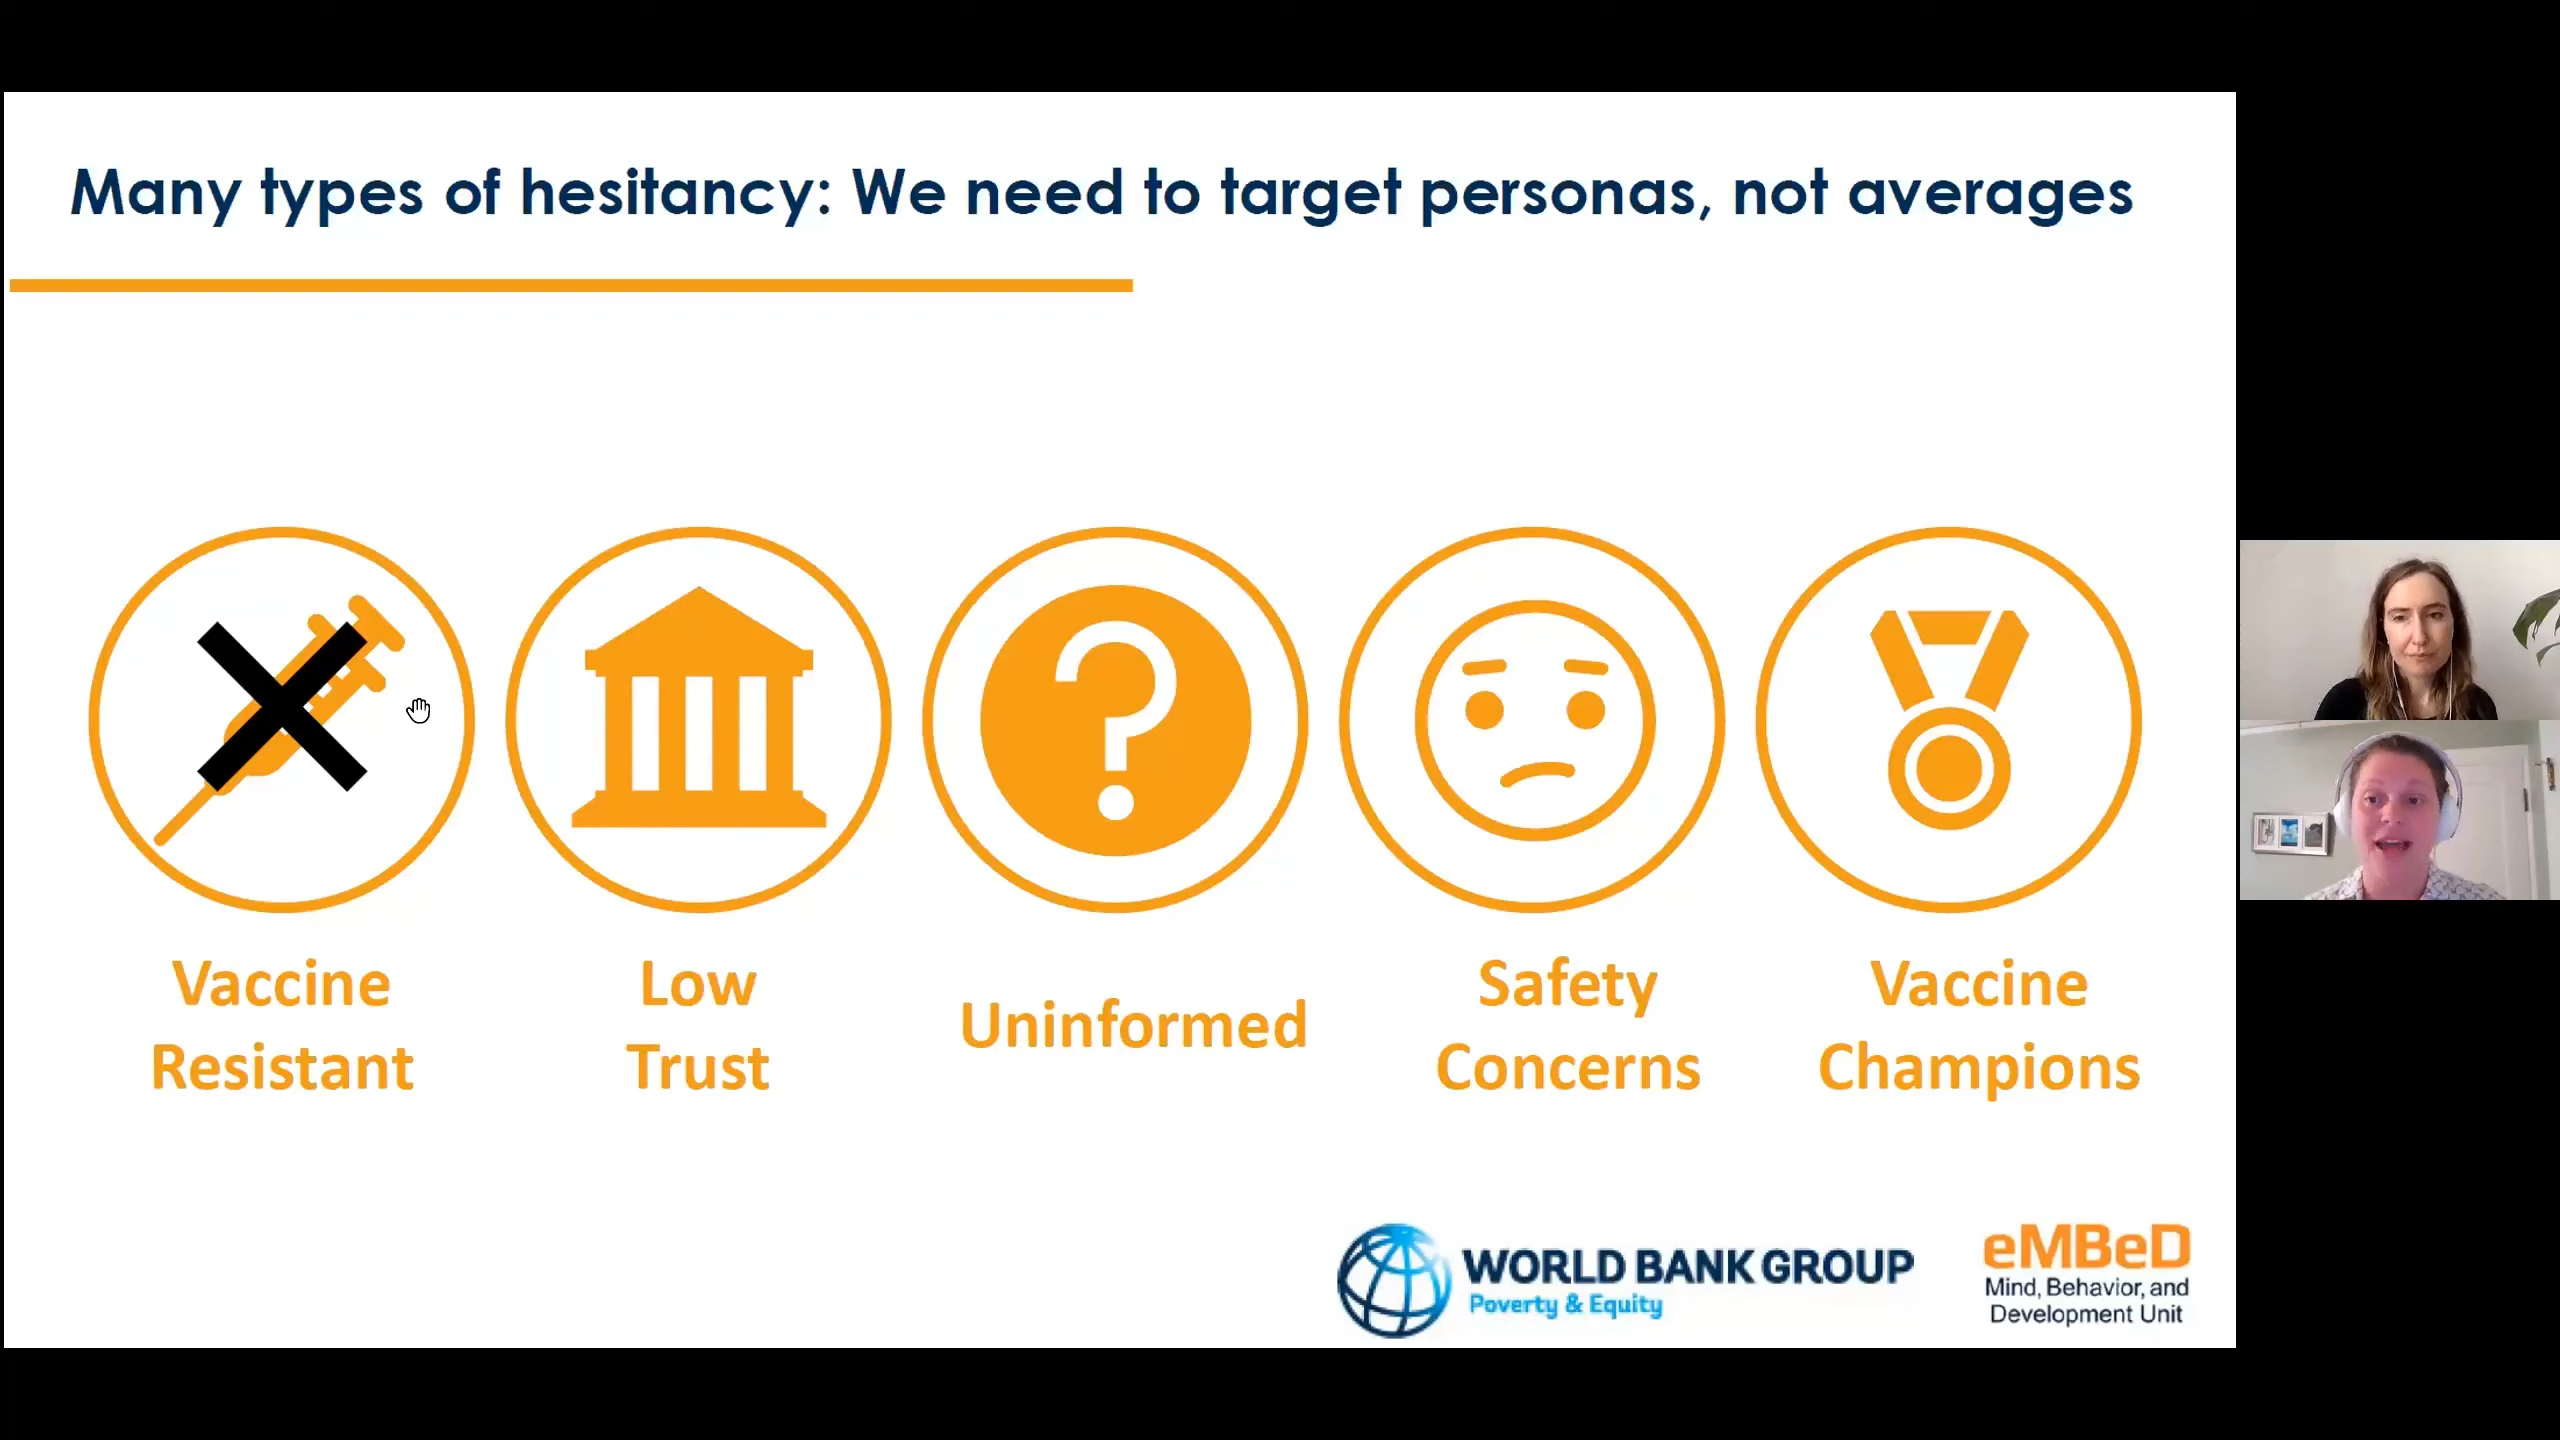 Many types of hesitancy: We need to target personas, not averages
Vaccine
Resistant
Low
Trust
Uninformed
Safety
Concerns
Vaccine
Champions
WORLD BANK GROUP
Poverty & Equity
eMBeD
Mind, Behavior, and
Development Unit